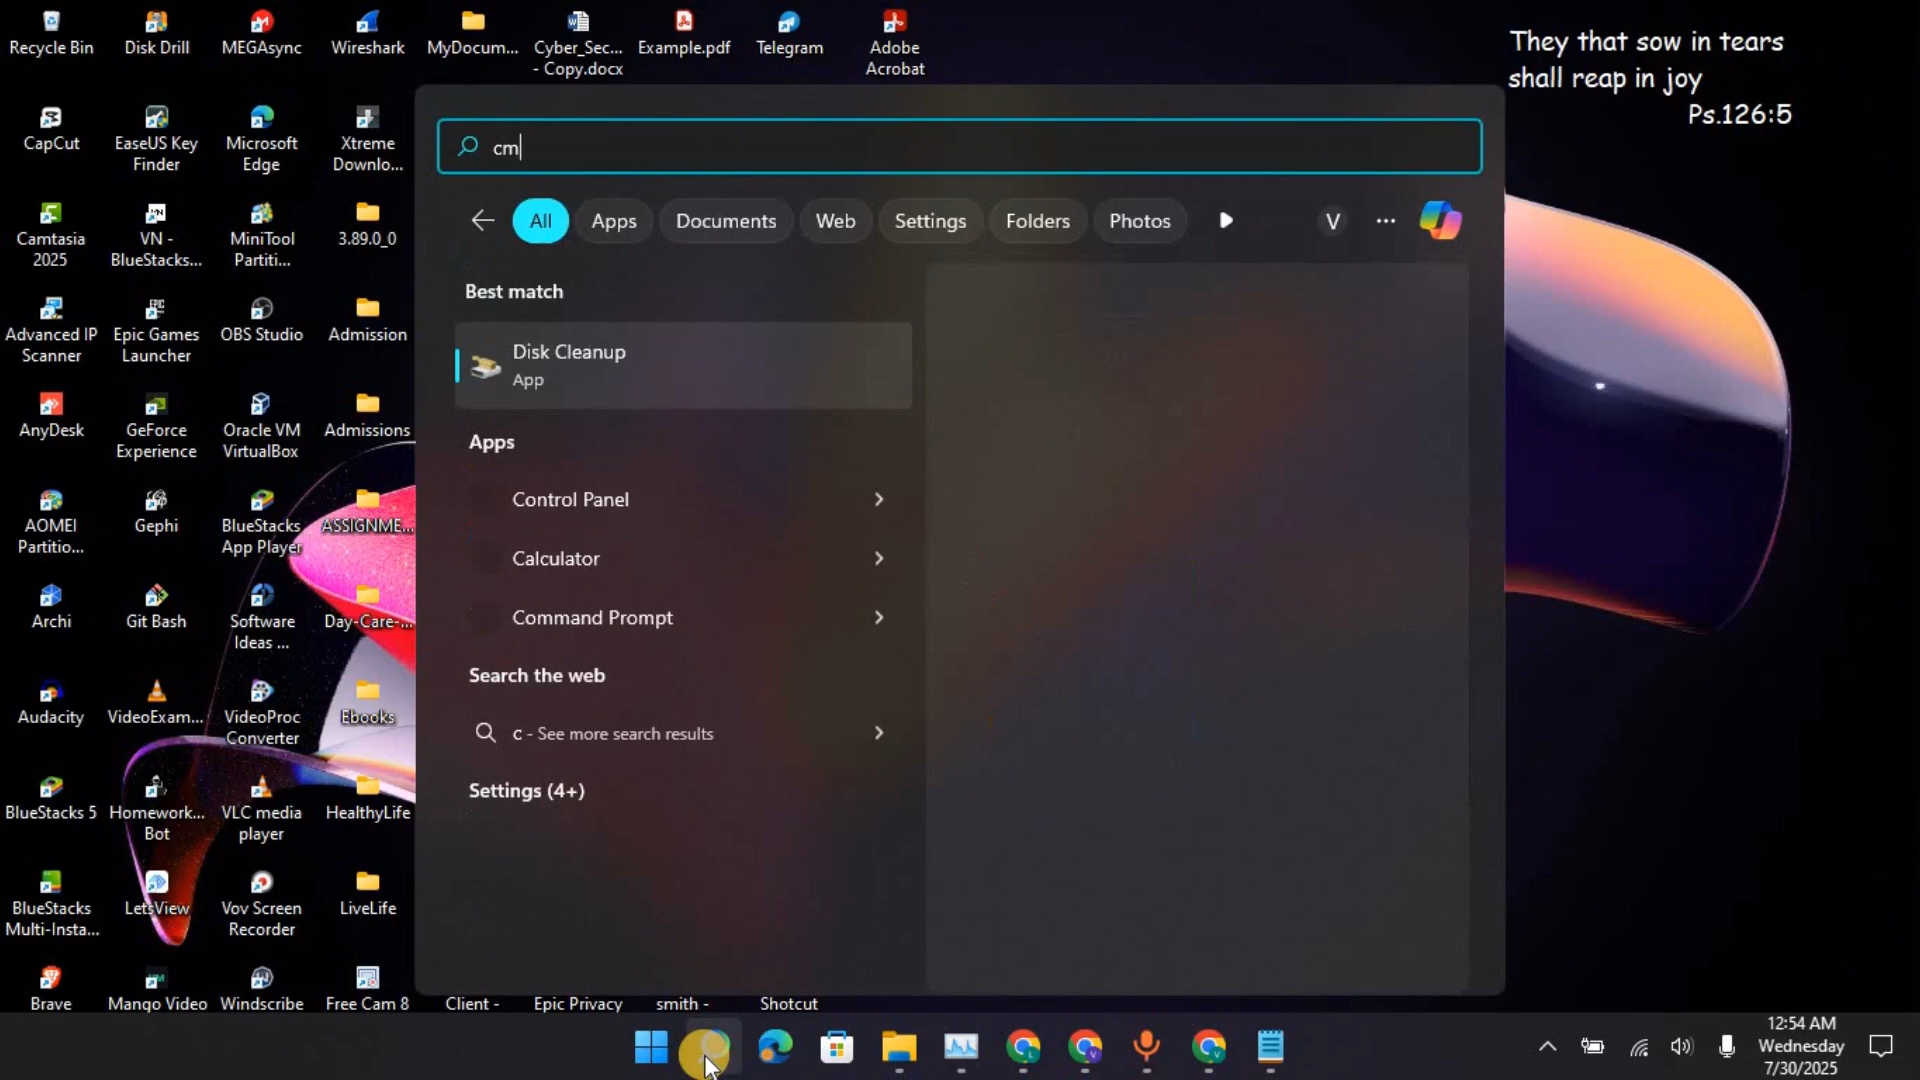 Recycle Bin
Disk Drill
MEGAsync
Wireshark
MyDocum...
Cyber_Sec...
- Copy.docx
Example.pdf
Telegram
Adobe
Acrobat
They that sow in tears
shall reap in joy
Ps.126:5
CapCut
EaseUS Key
Finder
Microsoft
Edge
Xtreme
Downlo...
cm
All
Apps
Documents
Web
Settings
Folders
Photos
V
Camtasia
2025
VN -
BlueStacks...
MiniTool
Partiti...
3.89.0_0
Best match
Disk Cleanup
App
Advanced IP
Scanner
Epic Games
Launcher
OBS Studio
Admission
AnyDesk
GeForce
Experience
Oracle VM
VirtualBox
Admissions
Apps
Control Panel
Calculator
Command Prompt
AOMEI
Partitio...
Gephi
BlueStacks
App Player
ASSIGNME...
Archi
Git Bash
Software
Ideas ...
Day-Care-...
Search the web
c - See more search results
Settings (4+)
Audacity
VideoExam...
VideoProc
Converter
Ebooks
BlueStacks 5
Homework...
Bot
VLC media
player
HealthyLife
BlueStacks
Multi-Insta...
LetsView
Vov Screen
Recorder
LiveLife
Brave
Mango Video
Windscribe
Free Cam 8
Client -
Epic Privacy
smith -
Shotcut
12:54 AM
Wednesday
7/30/2025